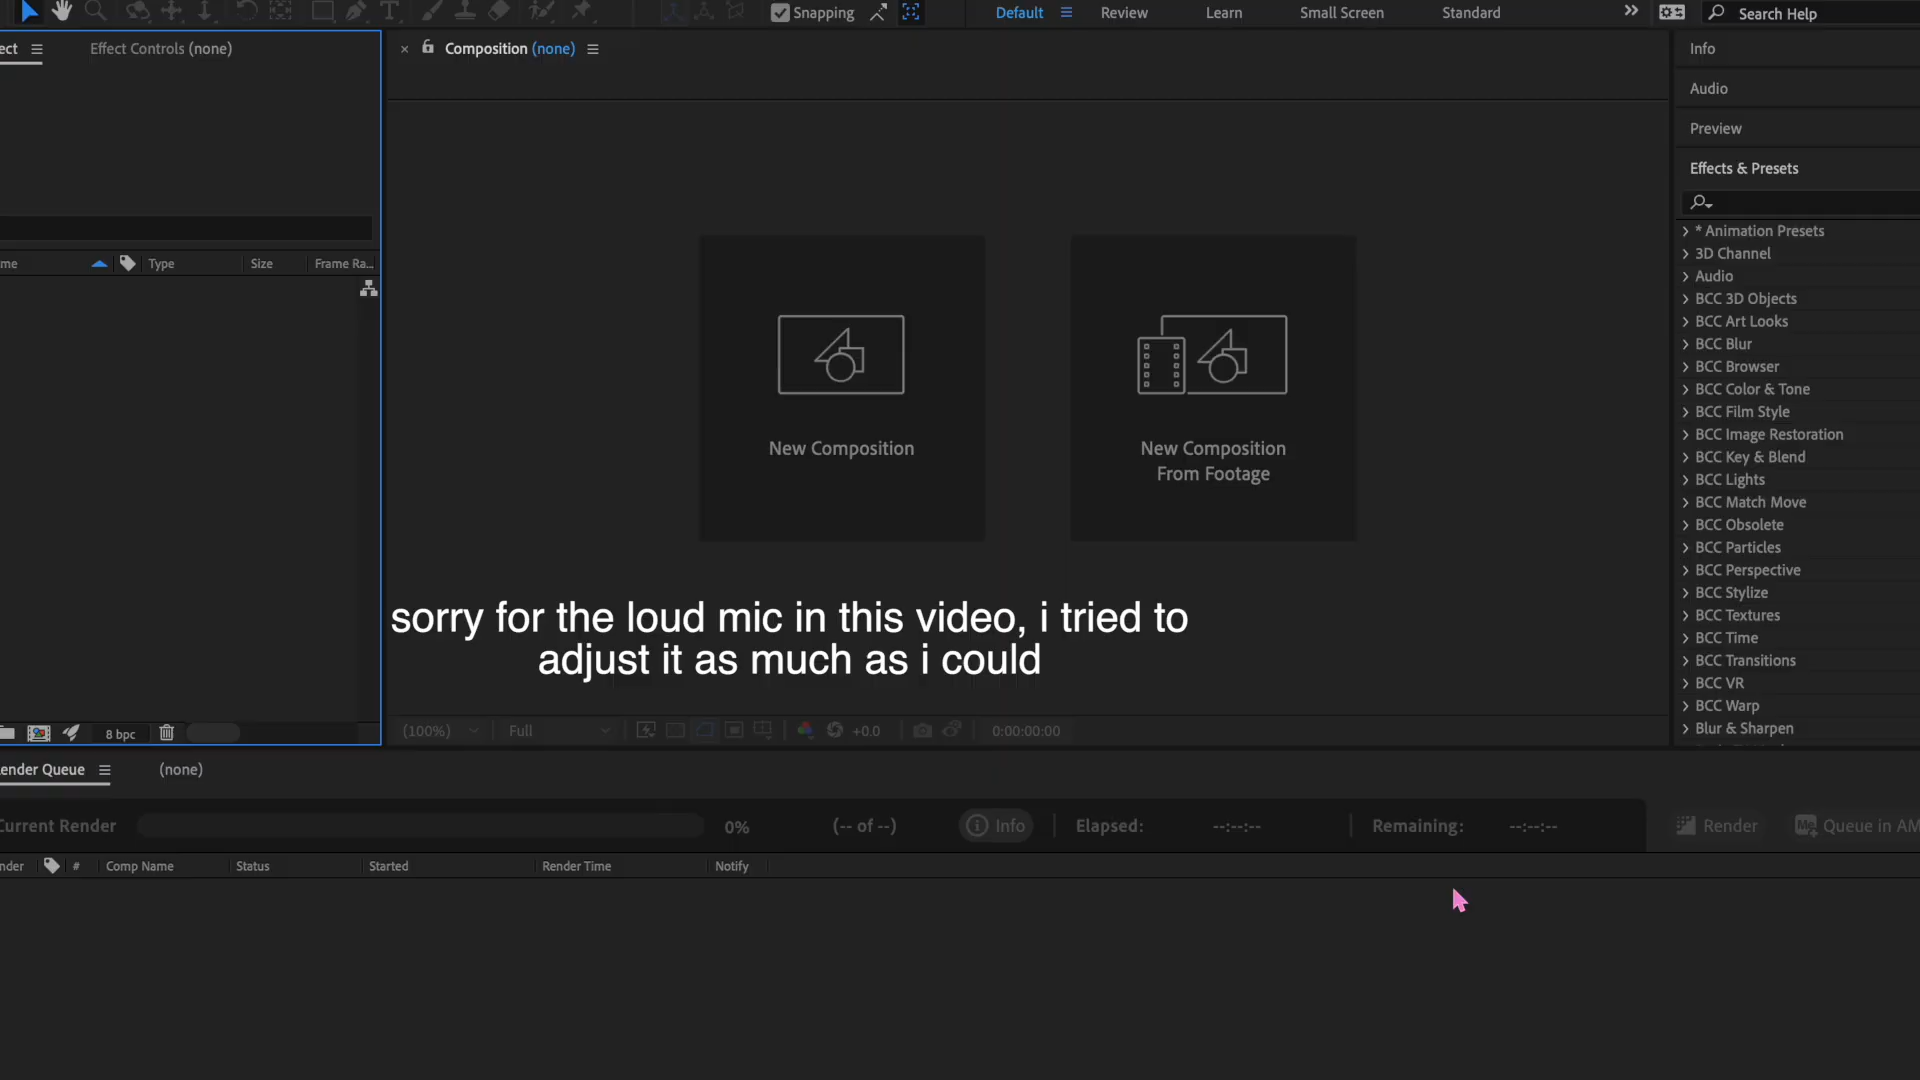 Snapping
Default
Review
Learn
Small Screen
Standard
Search Help
ect
Effect Controls (none)
Composition (none)
Info
Audio
Preview
Effects & Presets
me
Type
Size
Frame Ra...
* Animation Presets
3D Channel
Audio
BCC 3D Objects
BCC Art Looks
BCC Blur
BCC Browser
BCC Color & Tone
BCC Film Style
BCC Image Restoration
BCC Key & Blend
BCC Lights
BCC Match Move
BCC Obsolete
BCC Particles
BCC Perspective
BCC Stylize
BCC Textures
BCC Time
BCC Transitions
BCC VR
BCC Warp
Blur & Sharpen
New Composition
New Composition
From Footage
sorry for the loud mic in this video, i tried to
adjust it as much as i could
8 bpc
(100%)
Full
+0.0
0:00:00:00
ender Queue
(none)
Current Render
0%
(-- of --)
Info
Elapsed:
--:--:--
Remaining:
--:--:--
Render
Queue in AM
nder
#
Comp Name
Status
Started
Render Time
Notify